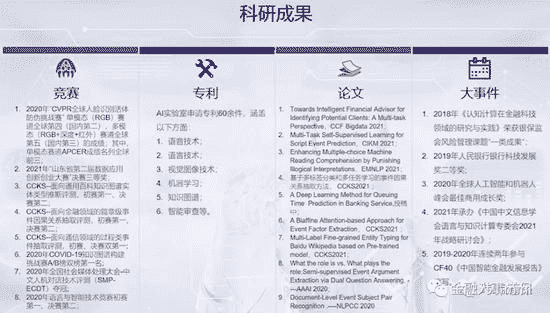 科研成果
竞赛
1. 2020年“CVPR全球人脸识别活体
防伪挑战赛” 单模态（RGB）赛
道全球第四（国内第二），多模
态（RGB+深度+红外）赛道全球
第五（国内第三）的成绩；其中,
单模态赛道APCER成绩名列全球
前三,
2. 2021年“山东省第二届数据应用
创新创业大赛”决赛三等奖；
3. CCKS--面向通用百科知识图谱实
体类型推断评测，初赛第一、决
赛第二；
4. CCKS--面向金融领域的篇章级事
件因果关系抽取评测，初赛第一、
决赛第二；
5. CCKS--面向通信领域的过程类事
件抽取评测，初赛、决赛双第一；
6. 2020年COVID-19知识图谱构建
挑战赛A/B榜双榜第一名；
7. 2020年全国社会媒体处理大会-中
文人机对话技术评测（SMP-
ECDT）夺冠；
8. 2020年语言与智能技术竞赛初赛
第一，决赛第二；
专利
AI实验室申请专利60余件，涵盖
以下方面：
1. 语音技术；
2. 语言技术；
3. 视觉图像技术；
4. 机器学习；
5. 知识图谱；
6. 智能审查等。
论文
1. Towards Intelligent Financial Advisor for
Identifying Potential Clients: A Multi-task
Perspective，CCF Bigdata 2021；
2. Multi-Task Self-Supervised Learning for
Script Event Prediction，CIKM 2021；
3. Enhancing Multiple-choice Machine
Reading Comprehension by Punishing
Illogical Interpretations，EMNLP 2021；
4. 基于多标签分类和多任务学习的事件因果
关系抽取方法，CCKS2021；
5. A Deep Learning Method for Queuing
Time Prediction in Banking Service,投稿
中；
6. A Biaffine Attention-based Approach for
Event Factor Extraction，CCKS2021；
7. Multi-Label Fine-grained Entity Typing for
Baidu Wikipedia based on Pre-trained
model，CCKS2021；
8. What the role is vs. What plays the
role:Semi-supervised Event Argument
Extraction via Dual Question Answering -
---AAAI 2020；
9. Document-Level Event Subject Pair
Recognition .----NLPCC 2020
大事件
1. 2018年《认知计算在金融科技
领域的研究与实践》荣获银保监
会风险管理课题“一类成果”；
2. 2019年人民银行银行科技发展
奖二等奖；
3. 2020年全球人工智能和机器人
峰会最佳商用成长奖；
4. 2021年承办《中国中文信息学
会语言与知识计算专委会2021
年战略研讨会》；
5. 2019-2020年连续两年参与
CF40《中国智能金融发展报告》